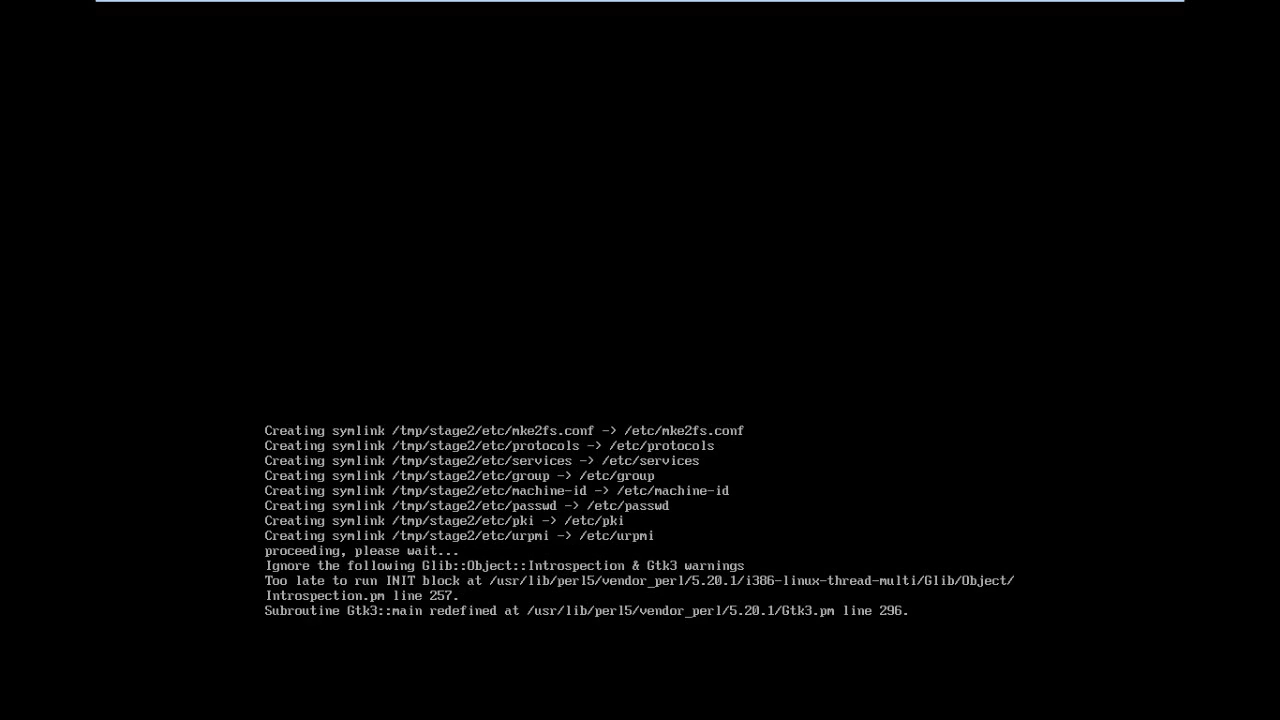 Creating symlink /tmp/stage2/etc/mke2fs.conf -> /etc/mke2fs.conf
Creating symlink /tmp/stage2/etc/protocols -> /etc/protocols
Creating symlink /tmp/stage2/etc/services -> /etc/services
Creating symlink /tmp/stage2/etc/group -> /etc/group
Creating symlink /tmp/stage2/etc/machine-id -> /etc/machine-id
Creating symlink /tmp/stage2/etc/passwd -> /etc/passwd
Creating symlink /tmp/stage2/etc/pki -> /etc/pki
Creating symlink /tmp/stage2/etc/urpmi -> /etc/urpmi
proceeding, please wait...
Ignore the following Glib::Object::Introspection & Gtk3 warnings
Too late to run INIT block at /usr/lib/perl5/vendor_perl/5.20.1/i386-linux-thread-multi/Glib/Object/
Introspection.pm line 257.
Subroutine Gtk3::main redefined at /usr/lib/perl5/vendor_perl/5.20.1/Gtk3.pm line 296.